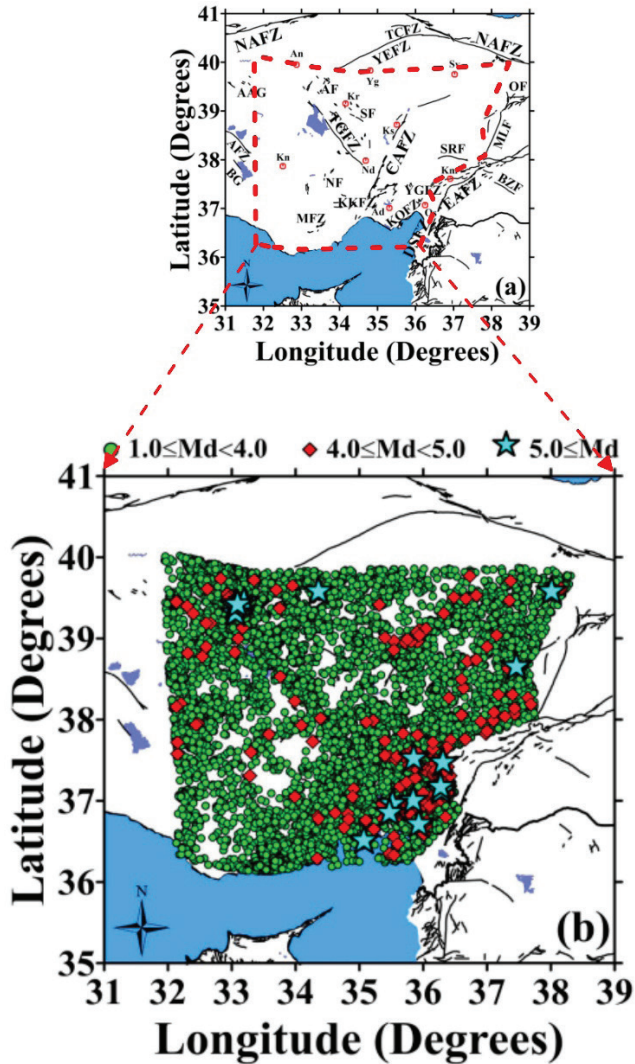 41
40
39
38
37
36
35
Latitude (Degrees)
NAFZ
TCFZ
YEFZ
NAFZ
An
Yg
Sv
AAG
AF
Kr
SF
OF
TGFZ
Ks
CAFZ
MLF
AFZ
Kn
Nd
SRF
BG
NF
Km
BZF
KKFZ
YGFZ
EAFZ
MFZ
Ad
KOFZ
DSFZ
N
(a)
31 32 33 34 35 36 37 38 39
Longitude (Degrees)
1.0≤Md<4.0 4.0≤Md<5.0 5.0≤Md
41
40
39
38
37
36
35
Latitude (Degrees)
N
(b)
31 32 33 34 35 36 37 38 39
Longitude (Degrees)